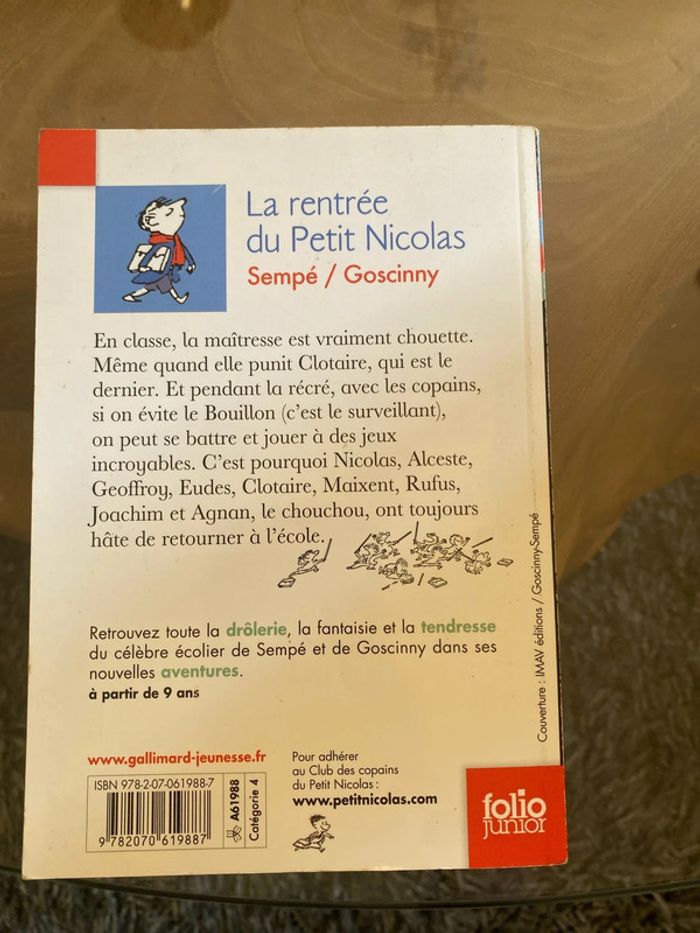 La rentrée
du Petit Nicolas
Sempé / Goscinny
En classe, la maîtresse est vraiment chouette.
Même quand elle punit Clotaire, qui est le
dernier. Et pendant la récré, avec les copains,
si on évite le Bouillon (c'est le surveillant),
on peut se battre et jouer à des jeux
incroyables. C'est pourquoi Nicolas, Alceste,
Geoffroy, Eudes, Clotaire, Maixent, Rufus,
Joachim et Agnan, le chouchou, ont toujours
hâte de retourner à l'école.
Retrouvez toute la drôlerie, la fantaisie et la tendresse
du célèbre écolier de Sempé et de Goscinny dans ses
nouvelles aventures.
à partir de 9 ans
Couverture : IMAV éditions / Goscinny-Sempé
www.gallimard-jeunesse.fr
ISBN 978-2-07-061988-7
9 782070 619887
A61988
Catégorie 4
Pour adhérer
au Club des copains
du Petit Nicolas :
www.petitnicolas.com
folio
junior